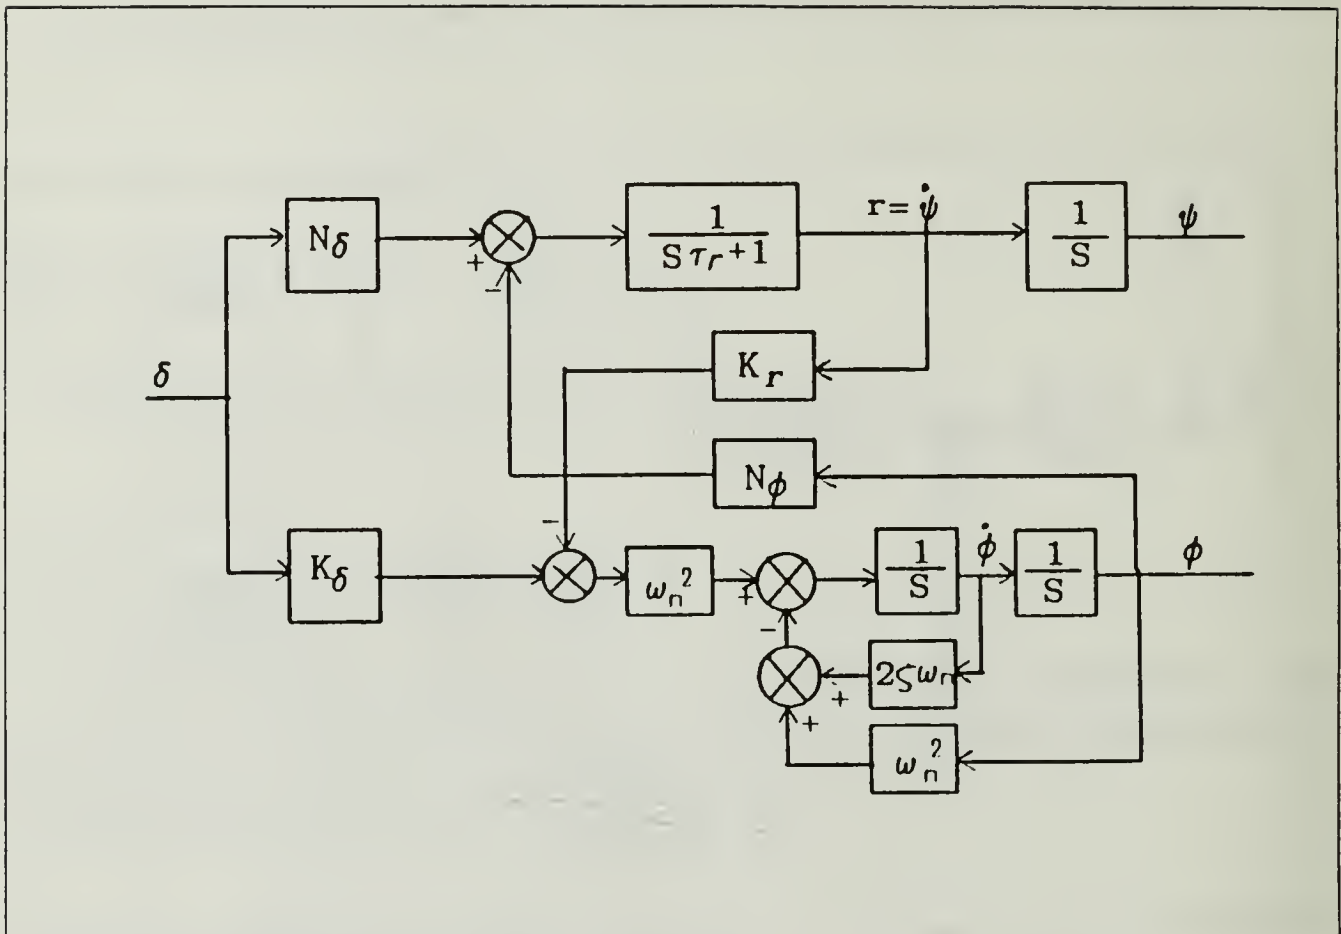 r = ψ̇
Nδ
+
−
1
Sτr+1
1
S
ψ
δ
Kr
Nϕ
−
Kδ
ωn²
+
−
1
S
ϕ̇
1
S
ϕ
2ζωn
+
+
ωn²